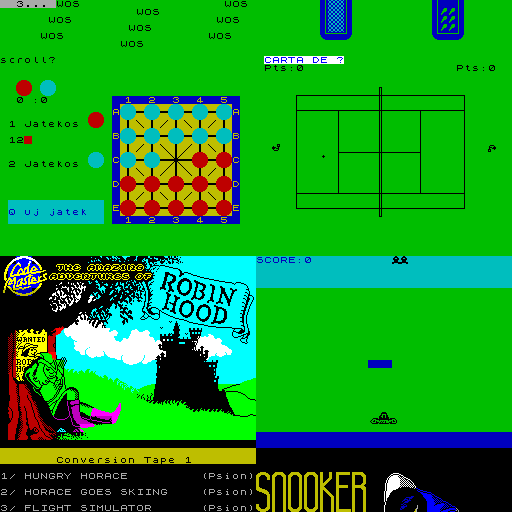 3...
WOS WOS
WOS WOS
WOS WOS
WOS
scroll?
0 :0
1 Jatekos
12
2 Jatekos
0 uj jatek
1 2 3 4 5
A A
B B
C C
D D
E E
1 2 3 4 5
CARTA DE ?
Pts:0 Pts:0
Code Masters
THE AMAZING
ADVENTURES OF
ROBIN
HOOD
WANTED
SCORE:0
Conversion Tape 1
1/ HUNGRY HORACE (Psion)
2/ HORACE GOES SKIING (Psion)
3/ FLIGHT SIMULATOR (Psion)
SNOOKER